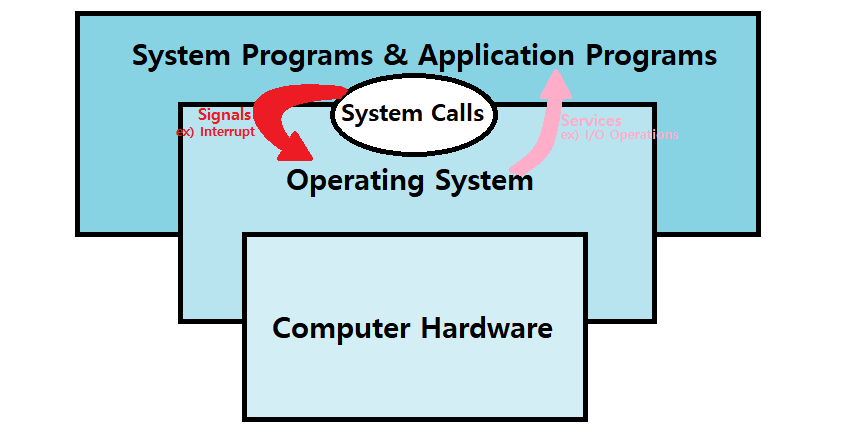 System Programs & Application Programs
System Calls
Signals
ex) Interrupt
Services
ex) I/O Operations
Operating System
Computer Hardware